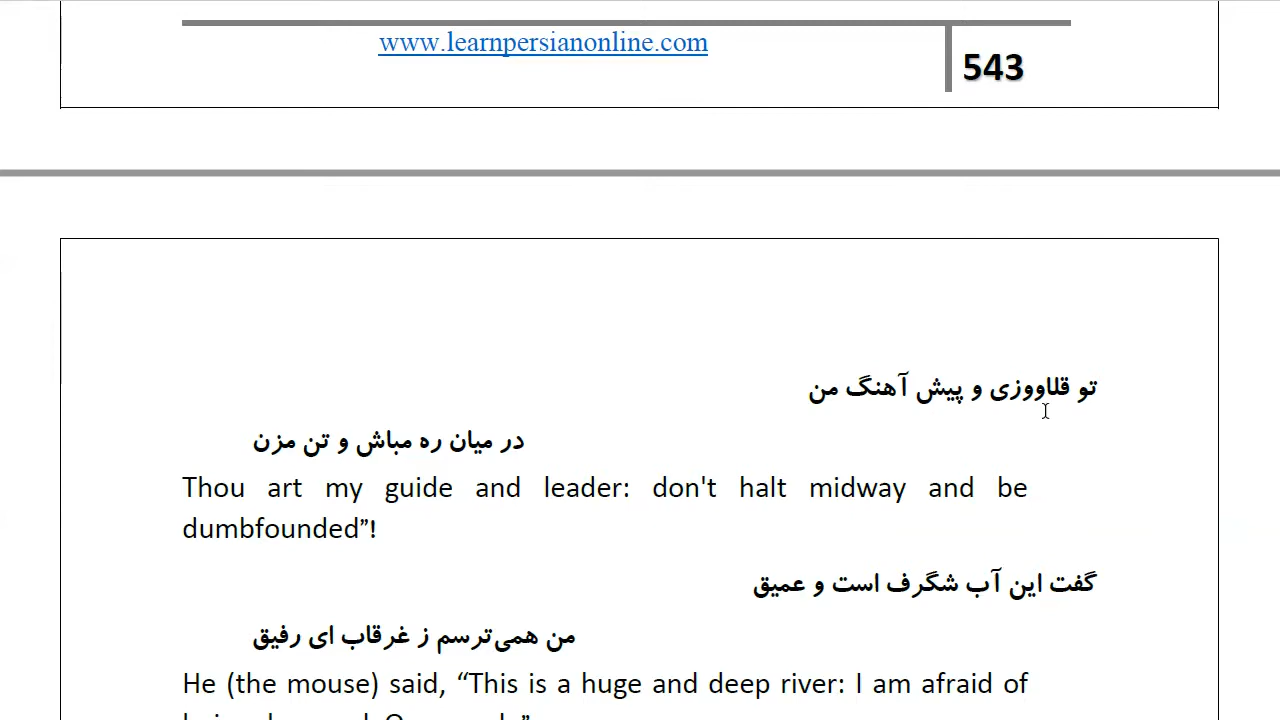 www.learnpersianonline.com
543
تو قلاووزی و پیش آهنگ من
در میان ره مباش و تن مزن
Thou art my guide and leader: don't halt midway and be
dumbfounded”!
گفت این آب شگرف است و عمیق
من همی‌ترسم ز غرقاب ای رفیق
He (the mouse) said, “This is a huge and deep river: I am afraid of